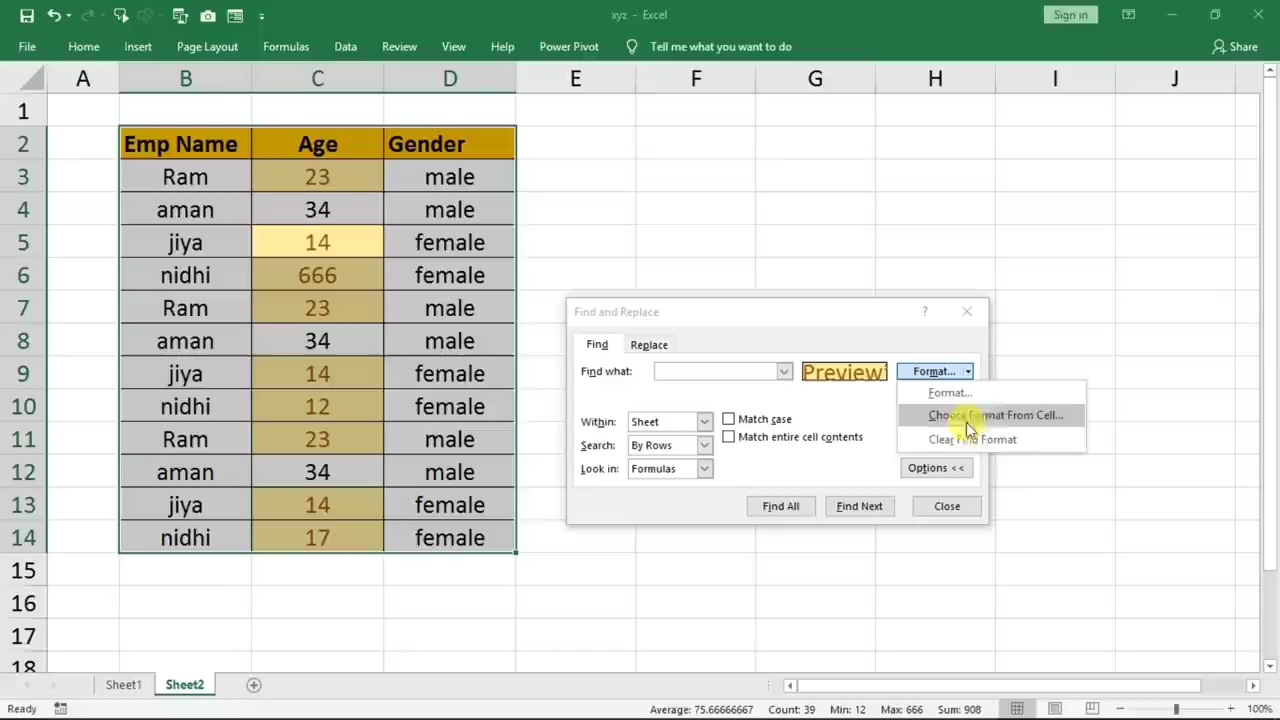 xyz - Excel
Sign in
File Home Insert Page Layout Formulas Data Review View Help Power Pivot Tell me what you want to do Share
A B C D E F G H I J
1
2 Emp Name Age Gender
3 Ram 23 male
4 aman 34 male
5 jiya 14 female
6 nidhi 666 female
7 Ram 23 male
8 aman 34 male
9 jiya 14 female
10 nidhi 12 female
11 Ram 23 male
12 aman 34 male
13 jiya 14 female
14 nidhi 17 female
15
16
17
18
Find and Replace ?
Find Replace
Find what: Preview Format...
Format...
Choose Format From Cell...
Clear Find Format
Within: Sheet Match case
Match entire cell contents
Search: By Rows
Look in: Formulas Options <<
Find All Find Next Close
Sheet1 Sheet2
Ready Average: 75.66666667 Count: 39 Min: 12 Max: 666 Sum: 908 100%